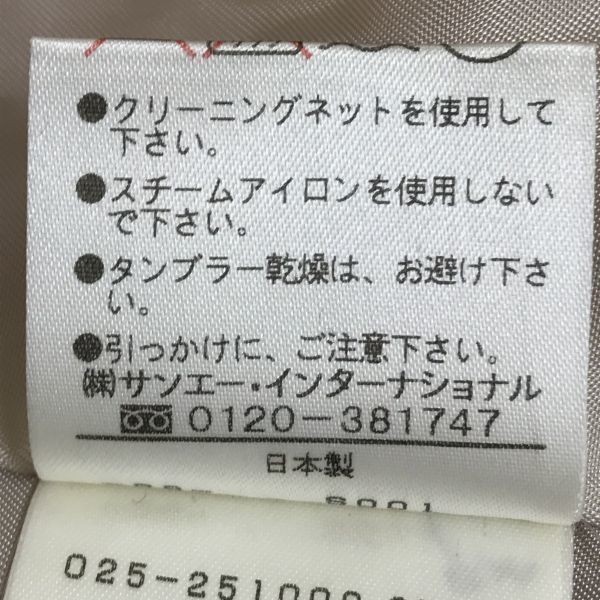 ●クリーニングネットを使用して
下さい。
●スチームアイロンを使用しない
で下さい。
●タンブラー乾燥は、お避け下さ
い。
●引っかけに、ご注意下さい。
㈱サンエー・インターナショナル
0120-381747
日本製
025-251000